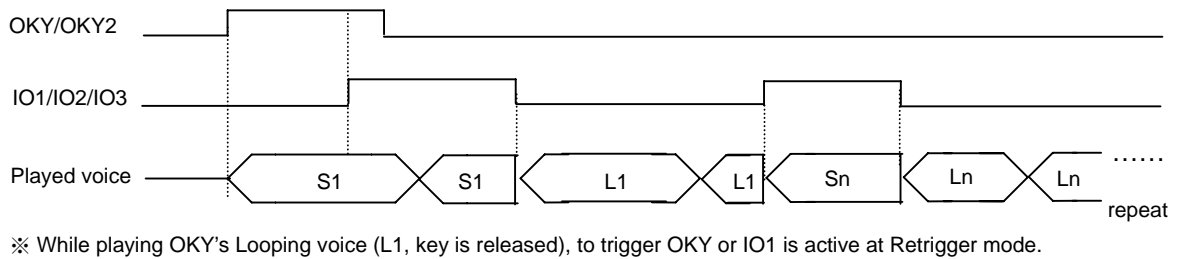 OKY/OKY2
IO1/IO2/IO3
Played voice S1 S1 L1 L1 Sn Ln Ln ……
repeat
※ While playing OKY's Looping voice (L1, key is released), to trigger OKY or IO1 is active at Retrigger mode.